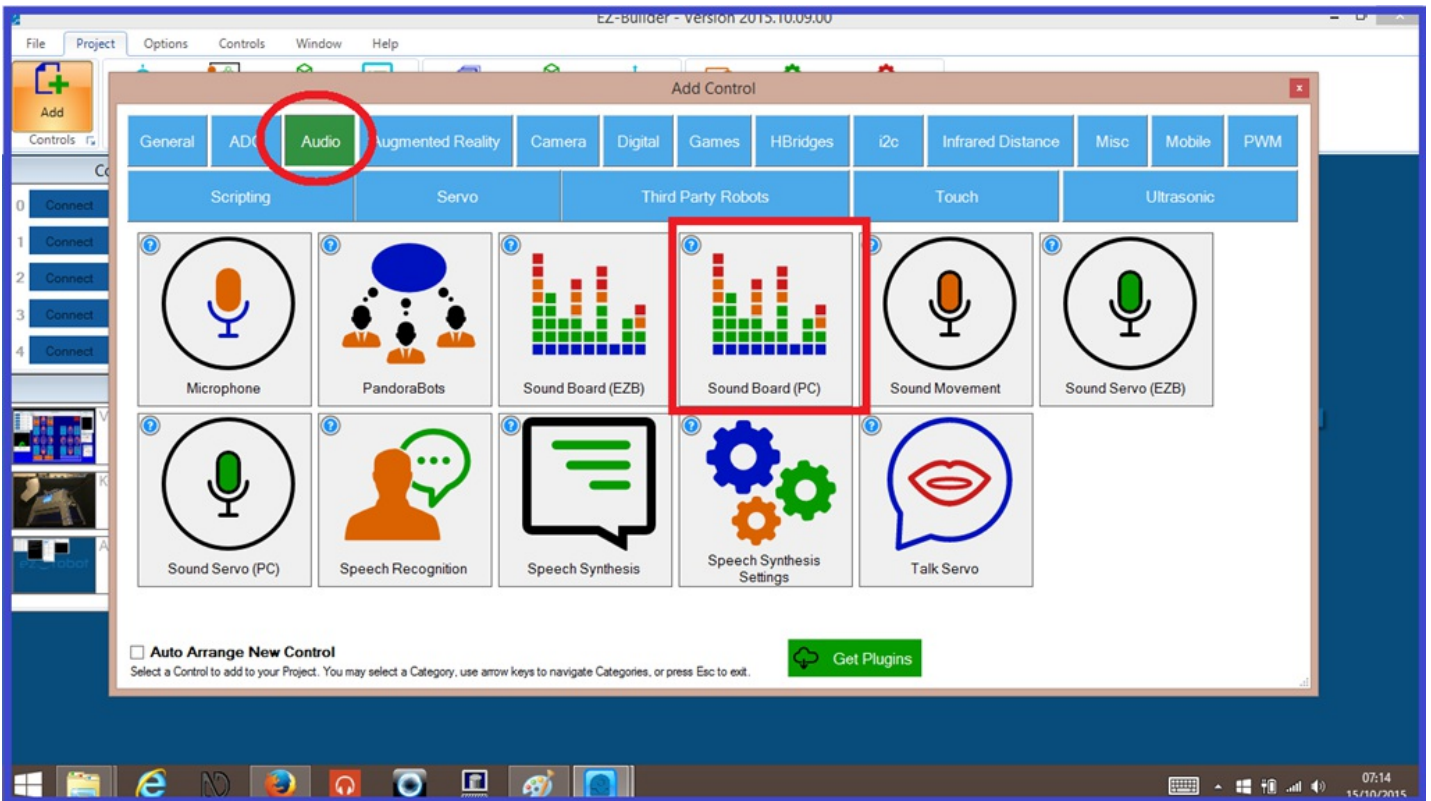 EZ-Builder - Version 2015.10.09.00
File Project Options Controls Window Help
Add
Controls
Add Control
General ADC Audio Augmented Reality Camera Digital Games HBridges i2c Infrared Distance Misc Mobile PWM
Scripting Servo Third Party Robots Touch Ultrasonic
0 Connect
1 Connect
2 Connect
3 Connect
4 Connect
Microphone PandoraBots Sound Board (EZB) Sound Board (PC) Sound Movement Sound Servo (EZB)
Sound Servo (PC) Speech Recognition Speech Synthesis Speech Synthesis Settings Talk Servo
Auto Arrange New Control
Select a Control to add to your Project. You may select a Category, use arrow keys to navigate Categories, or press Esc to exit.
Get Plugins
07:14
15/10/2015